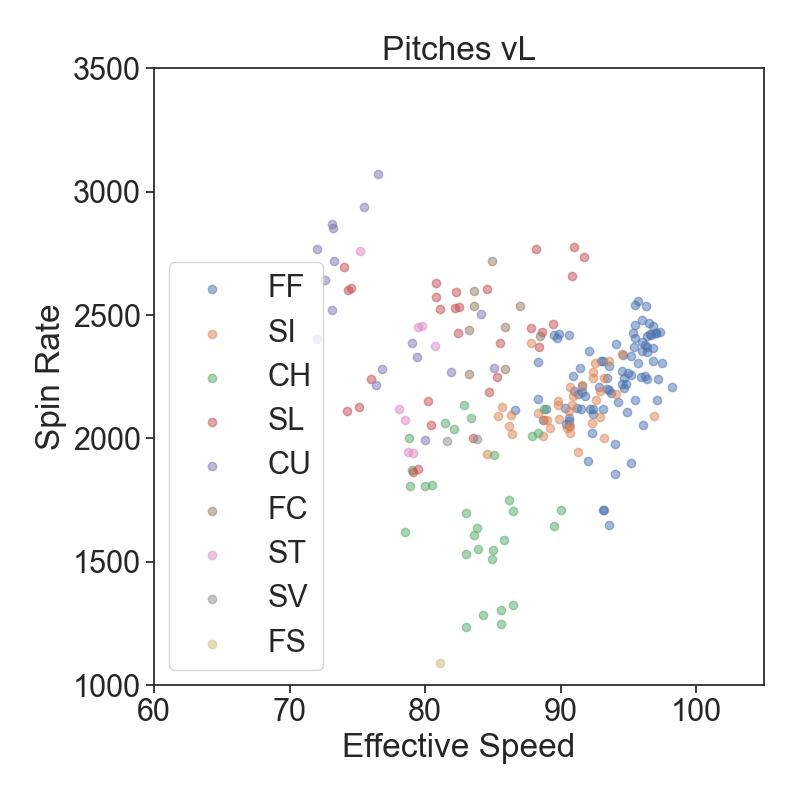 Pitches vL
3500
3000
2500
2000
1500
1000
Spin Rate
FF
SI
CH
SL
CU
FC
ST
SV
FS
60 70 80 90 100
Effective Speed